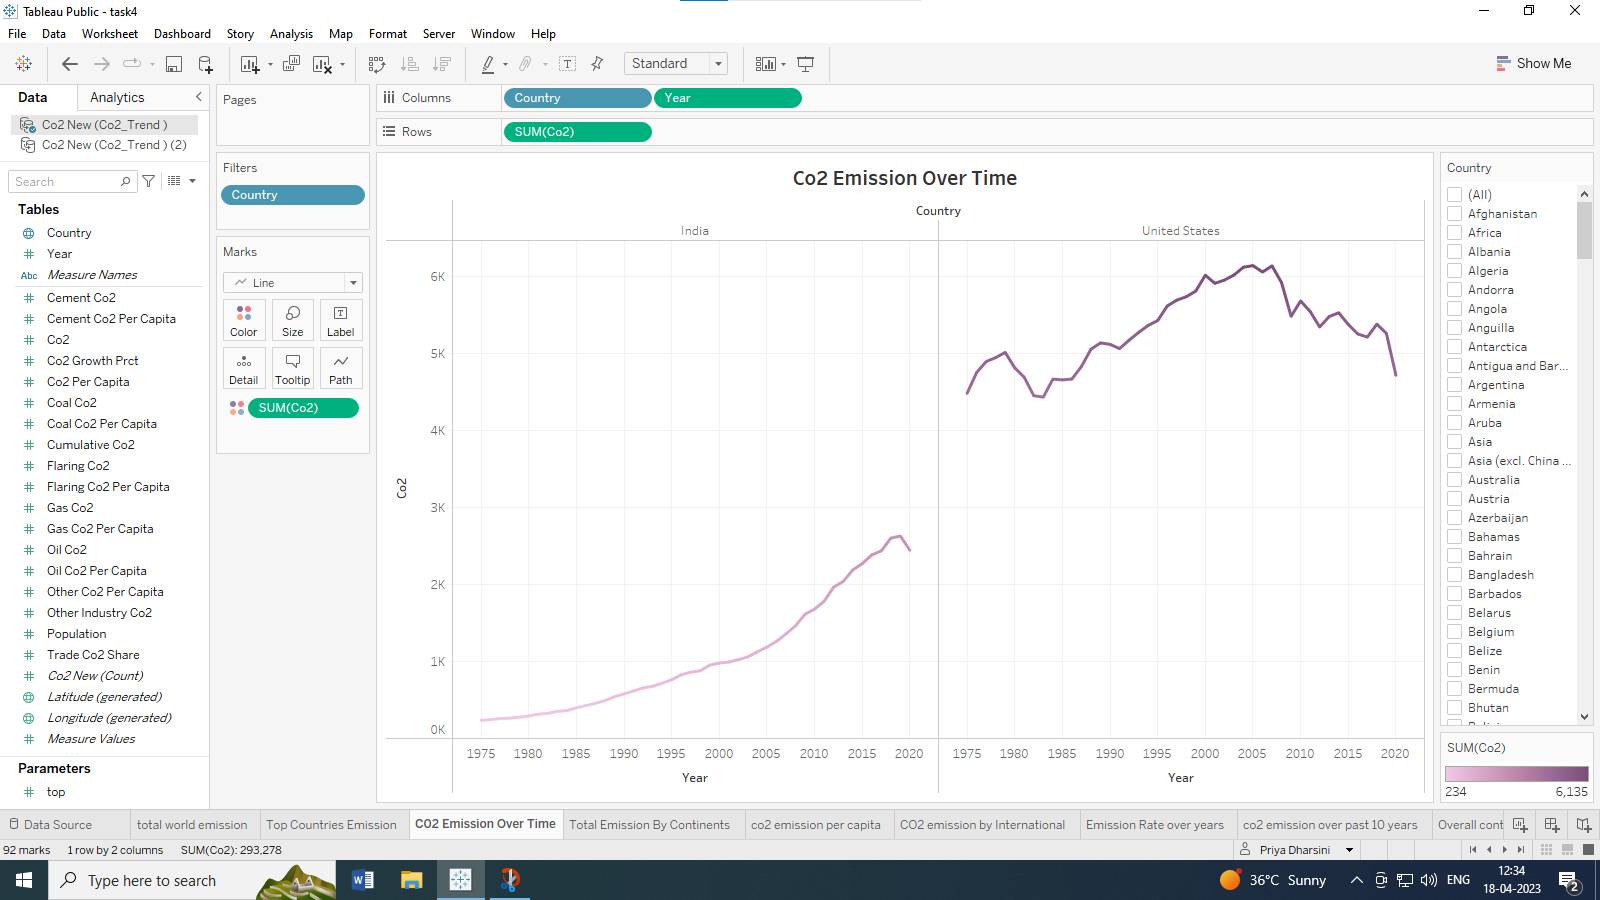 Tableau Public - task4
File Data Worksheet Dashboard Story Analysis Map Format Server Window Help
Standard
Show Me
Data Analytics
Co2 New (Co2_Trend )
Co2 New (Co2_Trend ) (2)
Search
Tables
Country
Year
Abc Measure Names
Cement Co2
Cement Co2 Per Capita
Co2
Co2 Growth Prct
Co2 Per Capita
Coal Co2
Coal Co2 Per Capita
Cumulative Co2
Flaring Co2
Flaring Co2 Per Capita
Gas Co2
Gas Co2 Per Capita
Oil Co2
Oil Co2 Per Capita
Other Co2 Per Capita
Other Industry Co2
Population
Trade Co2 Share
Co2 New (Count)
Latitude (generated)
Longitude (generated)
Measure Values
Parameters
top
Pages
Filters
Country
Marks
Line
Color Size Label
Detail Tooltip Path
SUM(Co2)
Columns Country Year
Rows SUM(Co2)
Co2 Emission Over Time
Country
India United States
6K
5K
4K
3K
2K
1K
0K
Co2
1975 1980 1985 1990 1995 2000 2005 2010 2015 2020 1975 1980 1985 1990 1995 2000 2005 2010 2015 2020
Year Year
Country
(All)
Afghanistan
Africa
Albania
Algeria
Andorra
Angola
Anguilla
Antarctica
Antigua and Bar...
Argentina
Armenia
Aruba
Asia
Asia (excl. China ...
Australia
Austria
Azerbaijan
Bahamas
Bahrain
Bangladesh
Barbados
Belarus
Belgium
Belize
Benin
Bermuda
Bhutan
SUM(Co2)
234 6,135
Data Source total world emission Top Countries Emission CO2 Emission Over Time Total Emission By Continents co2 emission per capita CO2 emission by International Emission Rate over years co2 emission over past 10 years Overall cont
92 marks 1 row by 2 columns SUM(Co2): 293,278 Priya Dharsini
Type here to search
36°C Sunny ENG
12:34
18-04-2023
2